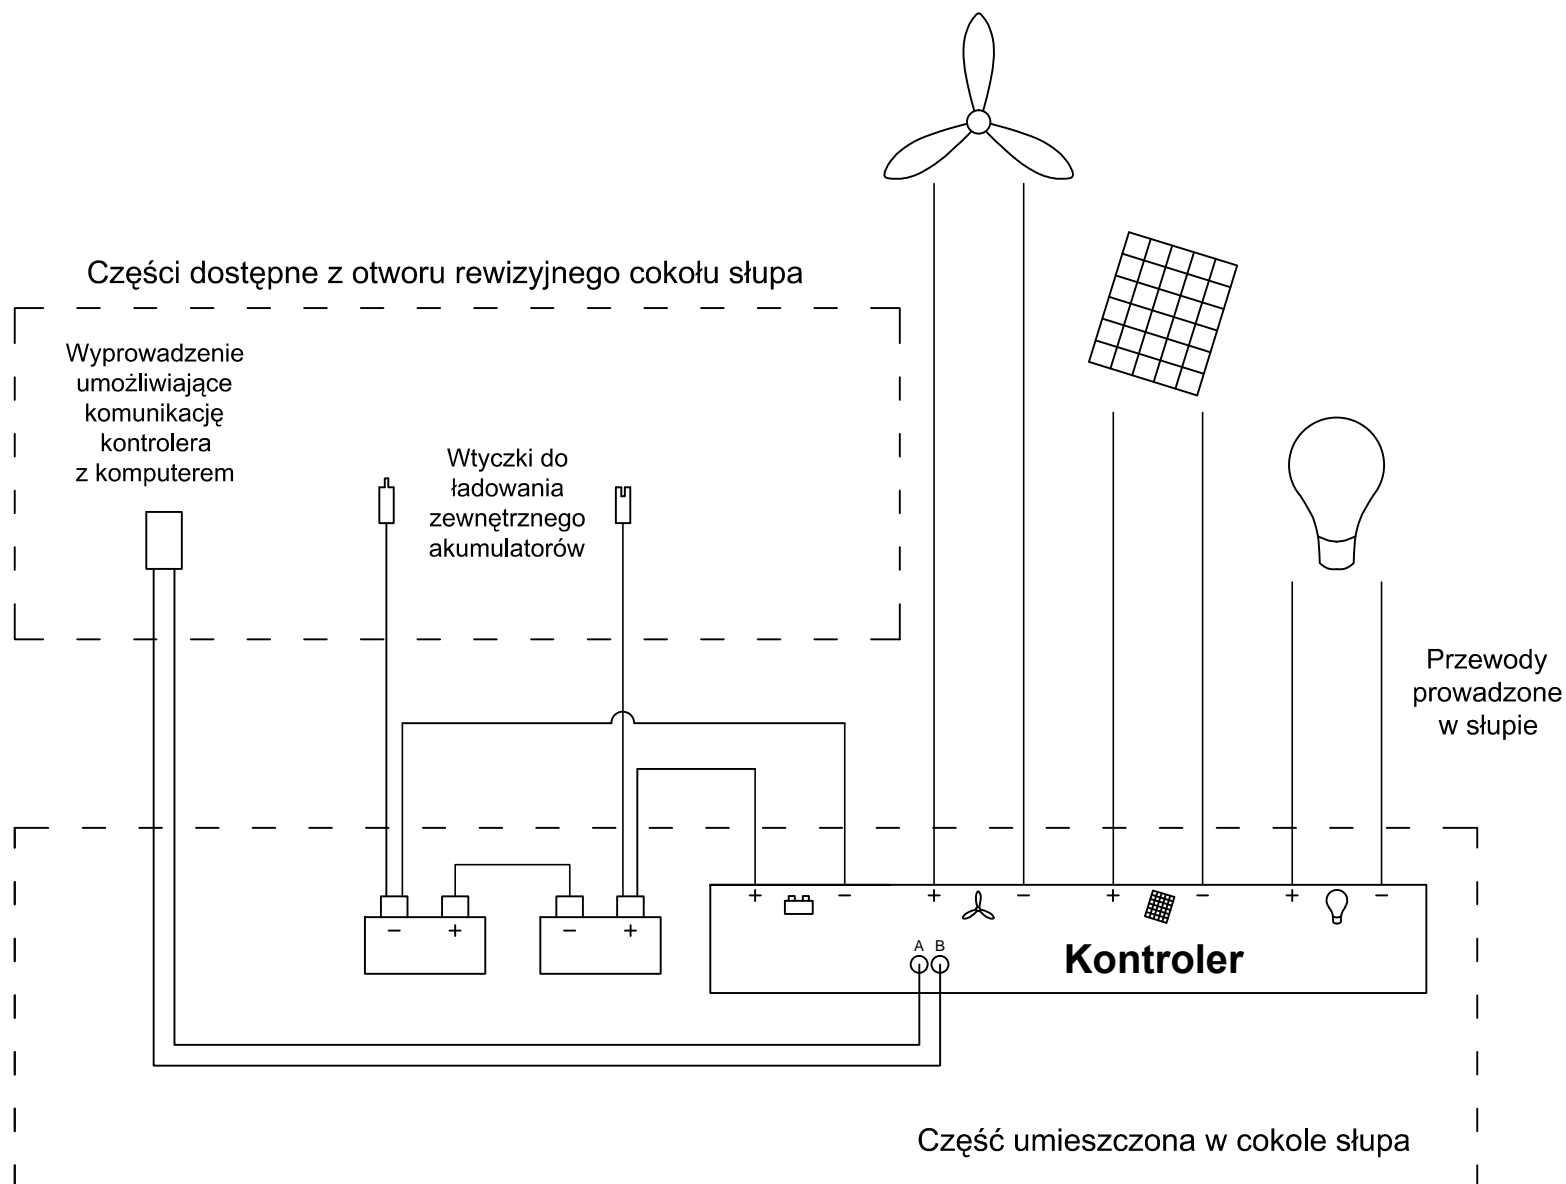 Części dostępne z otworu rewizyjnego cokołu słupa
Wyprowadzenie
umożliwiające
komunikację
kontrolera
z komputerem
Wtyczki do
ładowania
zewnętrznego
akumulatorów
Przewody
prowadzone
w słupie
+ − + − + − + −
− + − +
A B
Kontroler
Część umieszczona w cokole słupa